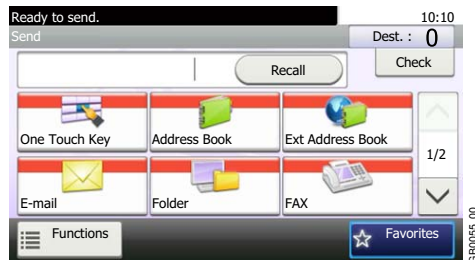 Ready to send.
10:10
Send
Dest. :
0
Recall
Check
One Touch Key
Address Book
Ext Address Book
1/2
E-mail
Folder
FAX
Functions
Favorites